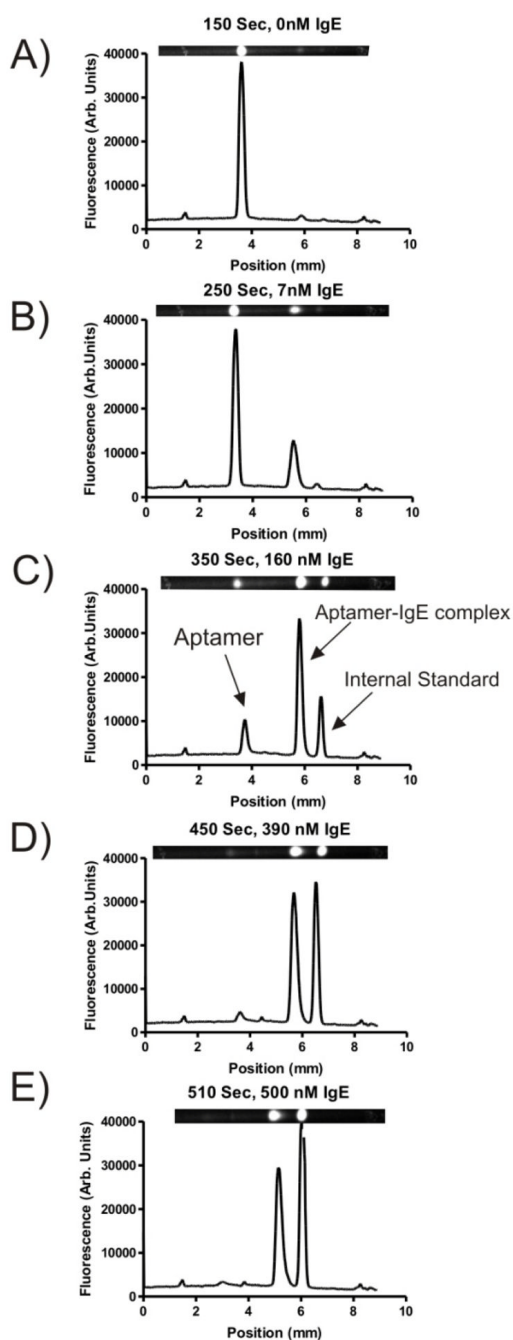 A)
150 Sec, 0nM IgE
Fluorescence (Arb. Units)
40000
30000
20000
10000
0
0 2 4 6 8 10
Position (mm)
B)
250 Sec, 7nM IgE
Fluorescence (Arb.Units)
40000
30000
20000
10000
0
0 2 4 6 8 10
Position (mm)
C)
350 Sec, 160 nM IgE
Fluorescence (Arb.Units)
40000
30000
20000
10000
0
Aptamer-IgE complex
Aptamer
Internal Standard
0 2 4 6 8 10
Position (mm)
D)
450 Sec, 390 nM IgE
Fluorescence (Arb.Units)
40000
30000
20000
10000
0
0 2 4 6 8 10
Position (mm)
E)
510 Sec, 500 nM IgE
Fluorescence (Arb. Units)
40000
30000
20000
10000
0
0 2 4 6 8 10
Position (mm)